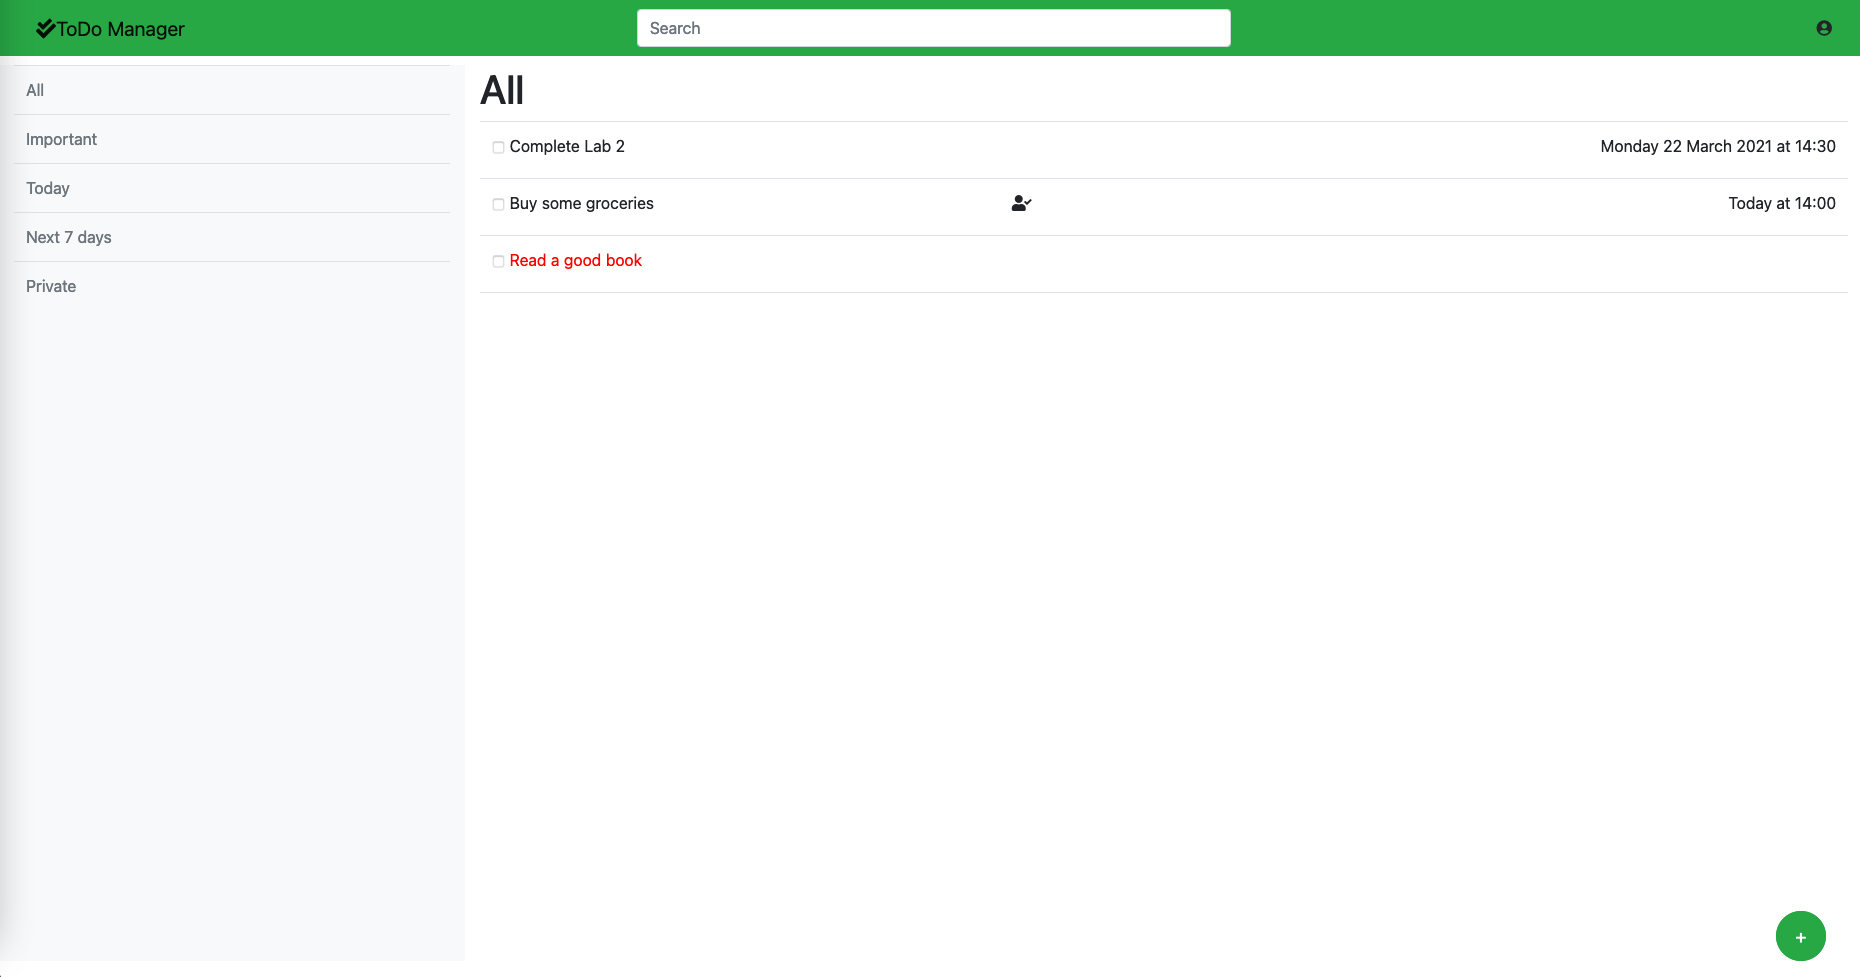 ToDo Manager
Search
All
Important
Today
Next 7 days
Private
All
Complete Lab 2 Monday 22 March 2021 at 14:30
Buy some groceries Today at 14:00
Read a good book
+